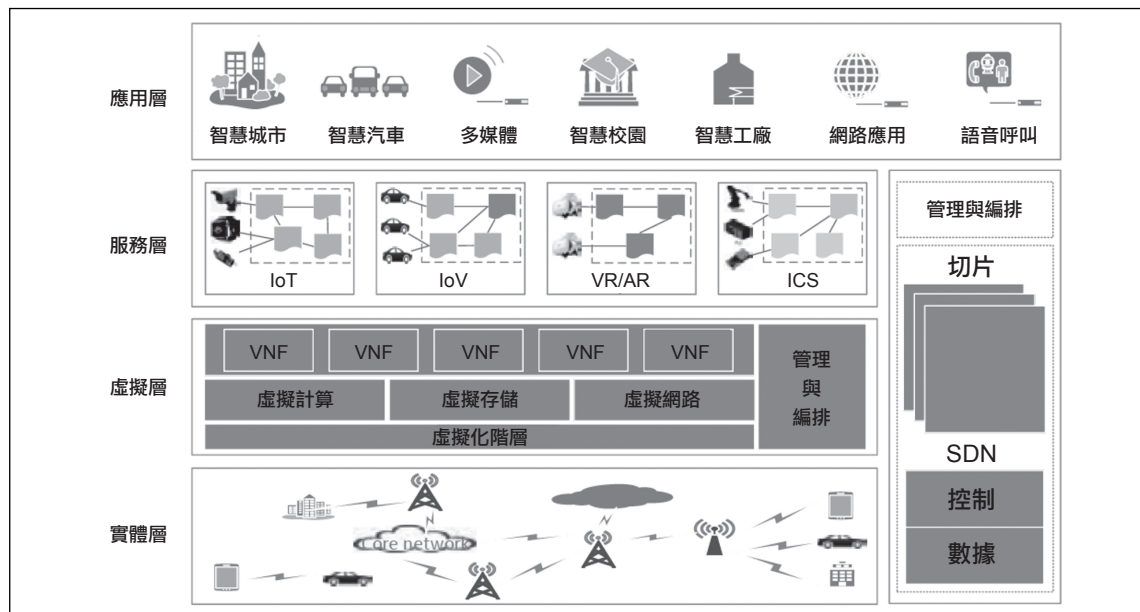 應用層
智慧城市
智慧汽車
多媒體
智慧校園
智慧工廠
網路應用
語音呼叫
服務層
IoT
IoV
VR/AR
ICS
管理與編排
切片
SDN
控制
數據
虛擬層
VNF
VNF
VNF
VNF
VNF
虛擬計算
虛擬存儲
虛擬網路
虛擬化階層
管理
與
編排
實體層
Core network